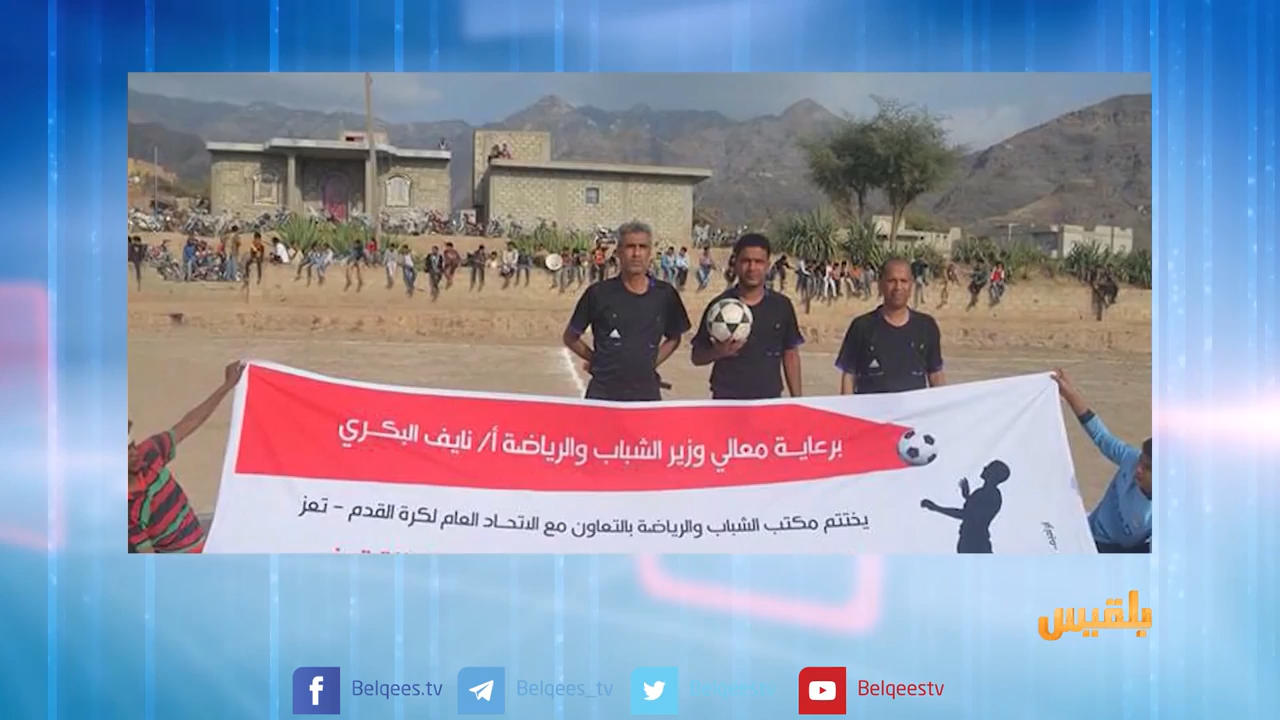 برعاية معالي وزير الشباب والرياضة أ/ نايف البكري
يختتم مكتب الشباب والرياضة بالتعاون مع الاتحاد العام لكرة القدم - تعز
بلقيس
Belqees.tv
Belqees_tv
Belqeestv